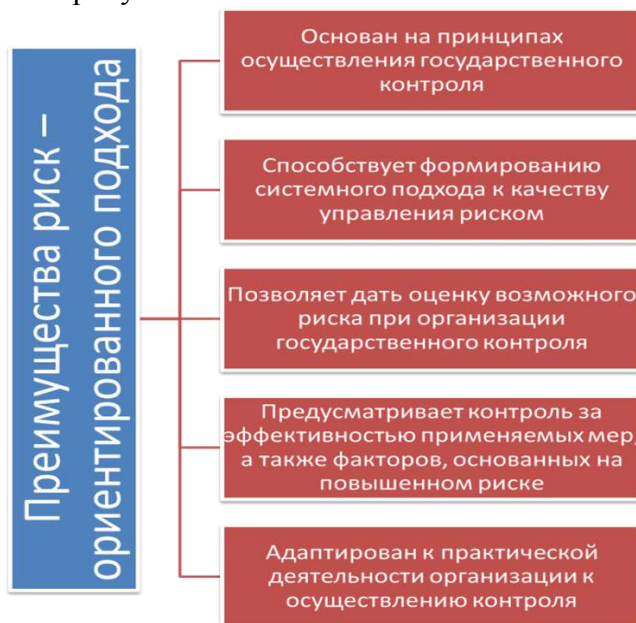 Преимущества риск –
ориентированного подхода
Основан на принципах
осуществления государственного
контроля
Способствует формированию
системного подхода к качеству
управления риском
Позволяет дать оценку возможного
риска при организации
государственного контроля
Предусматривает контроль за
эффективностью применяемых мер,
а также факторов, основанных на
повышенном риске
Адаптирован к практической
деятельности организации к
осуществлению контроля